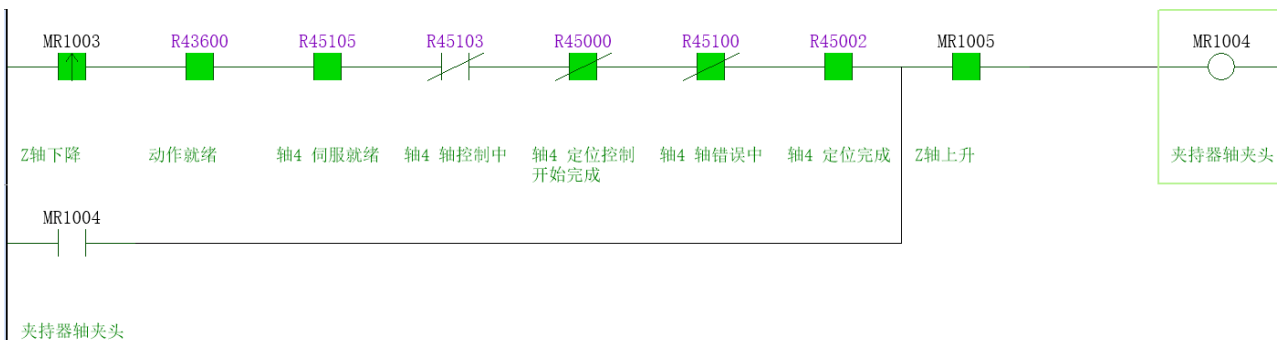 MR1003 R43600 R45105 R45103 R45000 R45100 R45002 MR1005 MR1004
Z轴下降 动作就绪 轴4 伺服就绪 轴4 轴控制中 轴4 定位控制 轴4 轴错误中 轴4 定位完成 Z轴上升 夹持器轴夹头
开始完成
MR1004
夹持器轴夹头